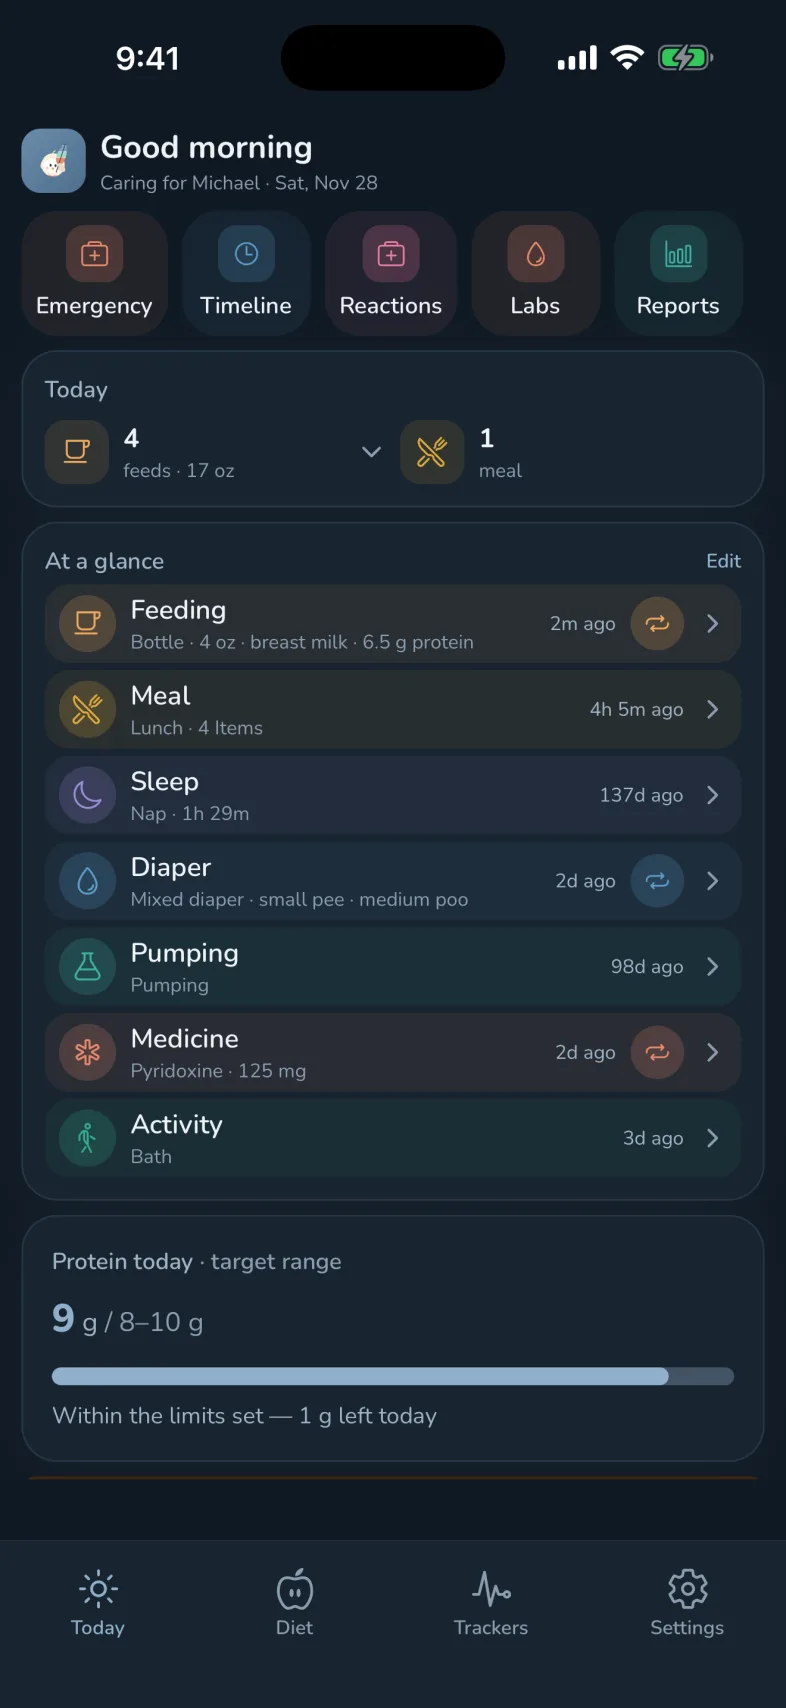 9:41
Good morning
Caring for Michael · Sat, Nov 28
Emergency
Timeline
Reactions
Labs
Reports
Today
4
feeds · 17 oz
1
meal
At a glance
Edit
Feeding
Bottle · 4 oz · breast milk · 6.5 g protein
2m ago
Meal
Lunch · 4 Items
4h 5m ago
Sleep
Nap · 1h 29m
137d ago
Diaper
Mixed diaper · small pee · medium poo
2d ago
Pumping
Pumping
98d ago
Medicine
Pyridoxine · 125 mg
2d ago
Activity
Bath
3d ago
Protein today · target range
9 g / 8–10 g
Within the limits set — 1 g left today
Today
Diet
Trackers
Settings